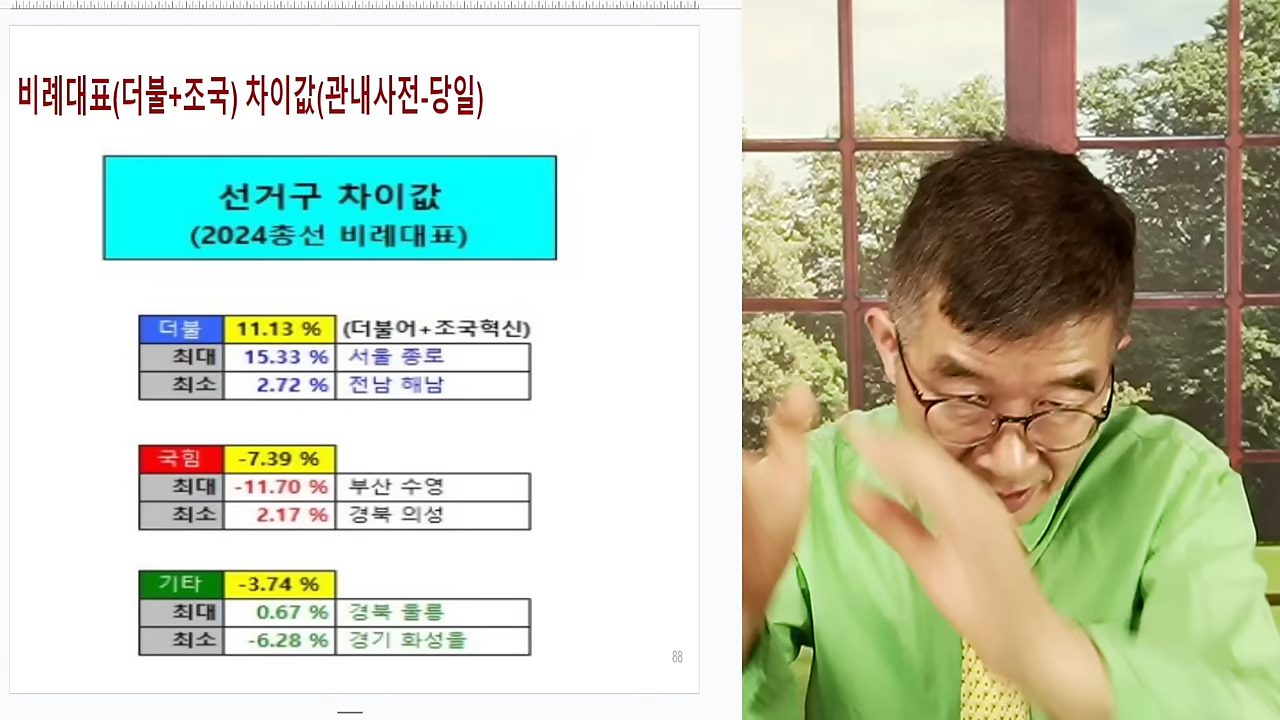 비례대표(더불+조국) 차이값(관내사전-당일)
선거구 차이값
(2024총선 비례대표)
더불 11.13 % (더불어+조국혁신)
최대 15.33 % 서울 종로
최소 2.72 % 전남 해남
국힘 -7.39 %
최대 -11.70 % 부산 수영
최소 2.17 % 경북 의성
기타 -3.74 %
최대 0.67 % 경북 울릉
최소 -6.28 % 경기 화성을
88